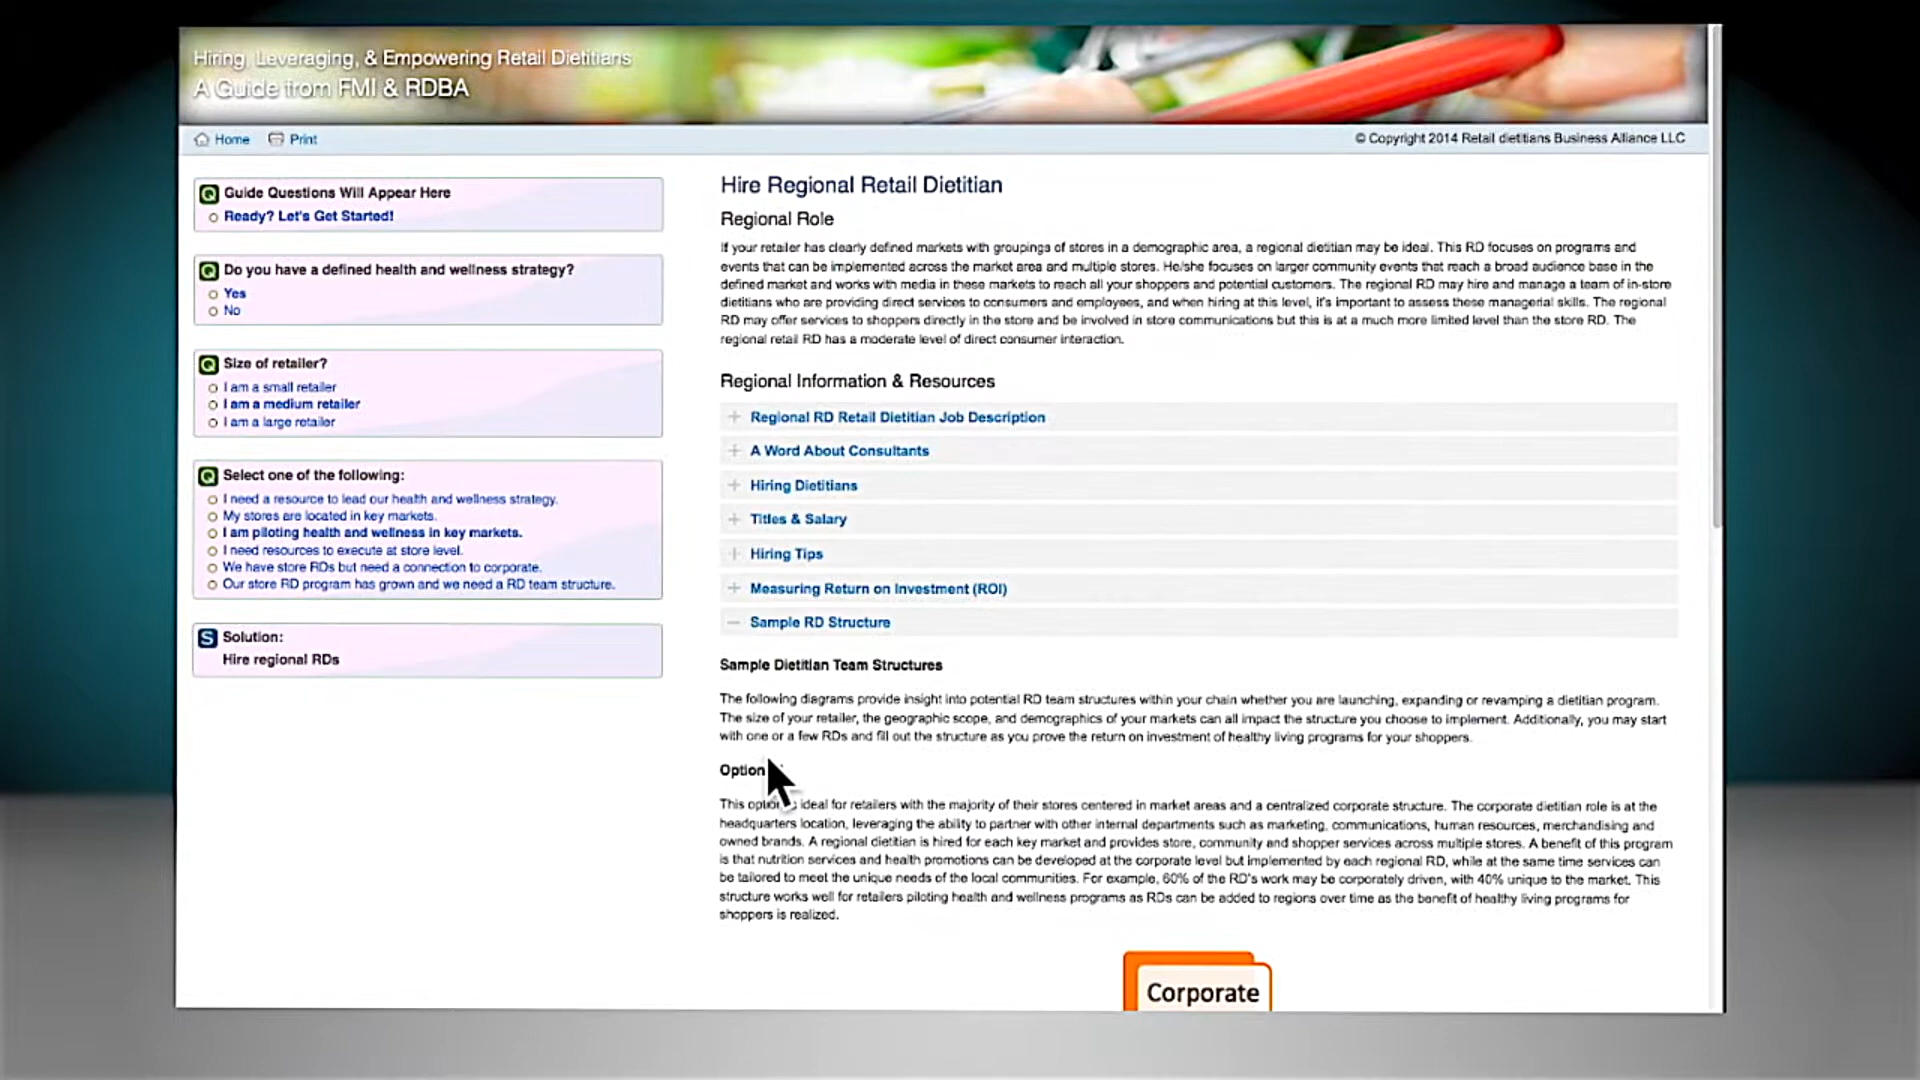 Hiring, Leveraging, & Empowering Retail Dietitians
A Guide from FMI & RDBA
Home Print
© Copyright 2014 Retail dietitians Business Alliance LLC
Guide Questions Will Appear Here
Ready? Let's Get Started!
Do you have a defined health and wellness strategy?
Yes
No
Size of retailer?
I am a small retailer
I am a medium retailer
I am a large retailer
Select one of the following:
I need a resource to lead our health and wellness strategy.
My stores are located in key markets.
I am piloting health and wellness in key markets.
I need resources to execute at store level.
We have store RDs but need a connection to corporate.
Our store RD program has grown and we need a RD team structure.
Solution:
Hire regional RDs
Hire Regional Retail Dietitian
Regional Role
If your retailer has clearly defined markets with groupings of stores in a demographic area, a regional dietitian may be ideal. This RD focuses on programs and
events that can be implemented across the market area and multiple stores. He/she focuses on larger community events that reach a broad audience base in the
defined market and works with media in these markets to reach all your shoppers and potential customers. The regional RD may hire and manage a team of in-store
dietitians who are providing direct services to consumers and employees, and when hiring at this level, it's important to assess these managerial skills. The regional
RD may offer services to shoppers directly in the store and be involved in store communications but this is at a much more limited level than the store RD. The
regional retail RD has a moderate level of direct consumer interaction.
Regional Information & Resources
Regional RD Retail Dietitian Job Description
A Word About Consultants
Hiring Dietitians
Titles & Salary
Hiring Tips
Measuring Return on Investment (ROI)
Sample RD Structure
Sample Dietitian Team Structures
The following diagrams provide insight into potential RD team structures within your chain whether you are launching, expanding or revamping a dietitian program.
The size of your retailer, the geographic scope, and demographics of your markets can all impact the structure you choose to implement. Additionally, you may start
with one or a few RDs and fill out the structure as you prove the return on investment of healthy living programs for your shoppers.
Option
This option ideal for retailers with the majority of their stores centered in market areas and a centralized corporate structure. The corporate dietitian role is at the
headquarters location, leveraging the ability to partner with other internal departments such as marketing, communications, human resources, merchandising and
owned brands. A regional dietitian is hired for each key market and provides store, community and shopper services across multiple stores. A benefit of this program
is that nutrition services and health promotions can be developed at the corporate level but implemented by each regional RD, while at the same time services can
be tailored to meet the unique needs of the local communities. For example, 60% of the RD's work may be corporately driven, with 40% unique to the market. This
structure works well for retailers piloting health and wellness programs as RDs can be added to regions over time as the benefit of healthy living programs for
shoppers is realized.
Corporate